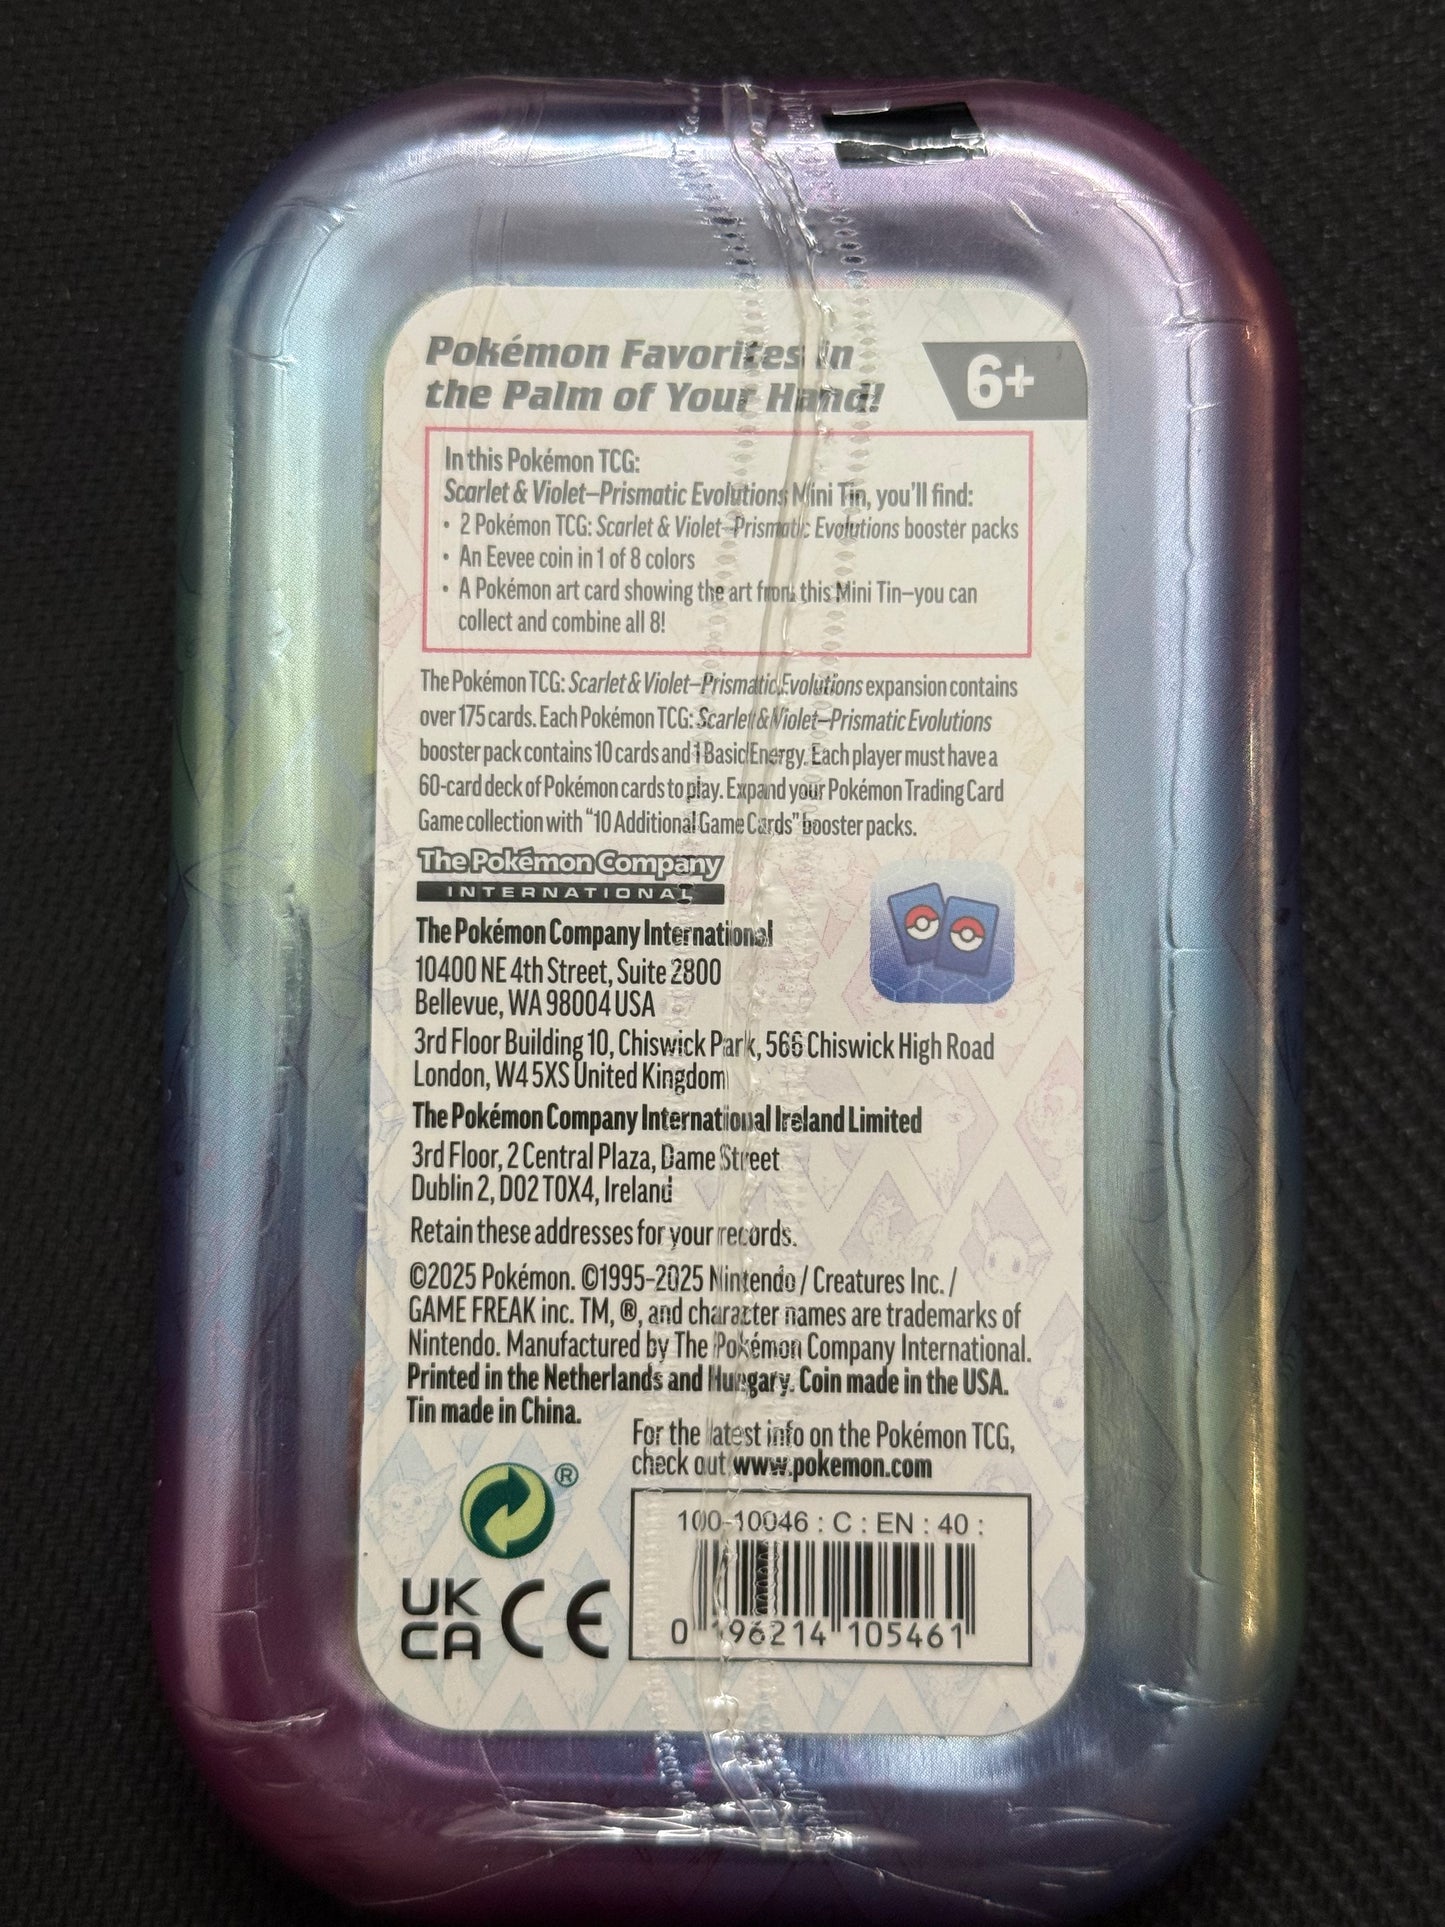 Pokémon Favorites in
the Palm of Your Hand!
6+
In this Pokémon TCG:
Scarlet & Violet—Prismatic Evolutions Mini Tin, you'll find:
• 2 Pokémon TCG: Scarlet & Violet—Prismatic Evolutions booster packs
• An Eevee coin in 1 of 8 colors
• A Pokémon art card showing the art from this Mini Tin—you can
collect and combine all 8!
The Pokémon TCG: Scarlet & Violet—Prismatic Evolutions expansion contains
over 175 cards. Each Pokémon TCG: Scarlet & Violet—Prismatic Evolutions
booster pack contains 10 cards and 1 Basic Energy. Each player must have a
60-card deck of Pokémon cards to play. Expand your Pokémon Trading Card
Game collection with “10 Additional Game Cards” booster packs.
The Pokémon Company
INTERNATIONAL
The Pokémon Company International
10400 NE 4th Street, Suite 2800
Bellevue, WA 98004 USA
3rd Floor Building 10, Chiswick Park, 566 Chiswick High Road
London, W4 5XS United Kingdom
The Pokémon Company International Ireland Limited
3rd Floor, 2 Central Plaza, Dame Street
Dublin 2, D02 T0X4, Ireland
Retain these addresses for your records.
©2025 Pokémon. ©1995–2025 Nintendo / Creatures Inc. /
GAME FREAK inc. TM, ®, and character names are trademarks of
Nintendo. Manufactured by The Pokémon Company International.
Printed in the Netherlands and Hungary. Coin made in the USA.
Tin made in China.
For the latest info on the Pokémon TCG,
check out www.pokemon.com
®
UK
CA
CE
100-10046 : C : EN : 40 :
0 196214 105461